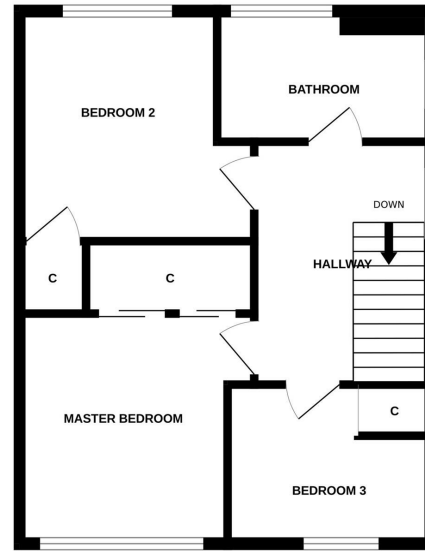 BATHROOM
BEDROOM 2
DOWN
HALLWAY
C
C
C
MASTER BEDROOM
BEDROOM 3